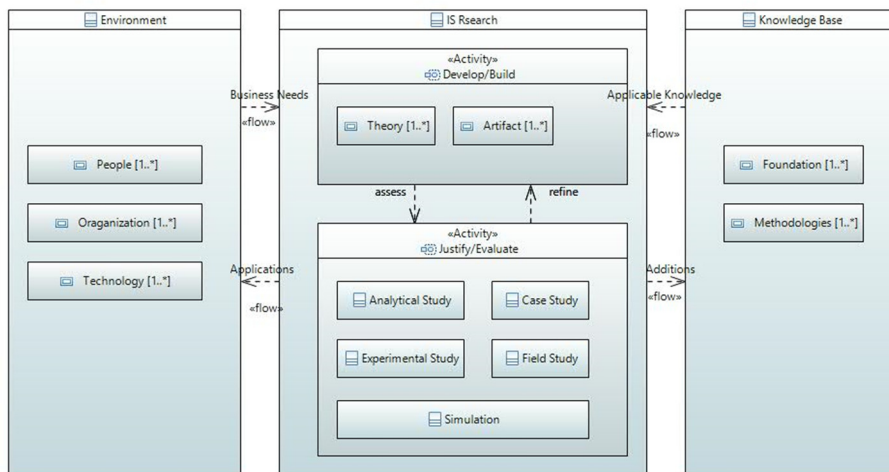 Environment
IS Rsearch
Knowledge Base
«Activity»
Develop/Build
Business Needs
«flow»
Applicable Knowledge
«flow»
Theory [1..*]
Artifact [1..*]
People [1..*]
Oraganization [1..*]
Technology [1..*]
Foundation [1..*]
Methodologies [1..*]
assess
refine
«Activity»
Justify/Evaluate
Applications
«flow»
Additions
«flow»
Analytical Study
Case Study
Experimental Study
Field Study
Simulation